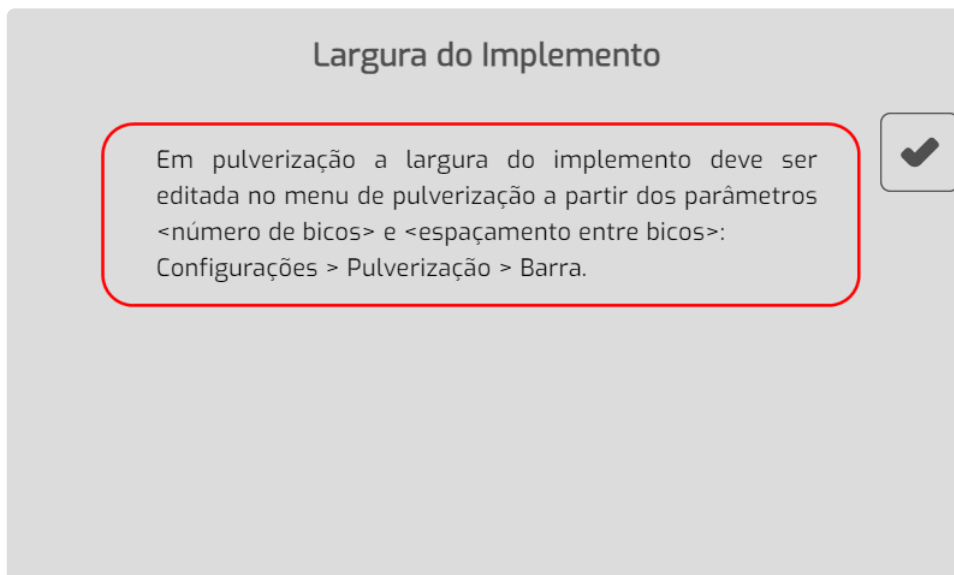 Largura do Implemento
Em pulverização a largura do implemento deve ser
editada no menu de pulverização a partir dos parâmetros
<número de bicos> e <espaçamento entre bicos>:
Configurações > Pulverização > Barra.